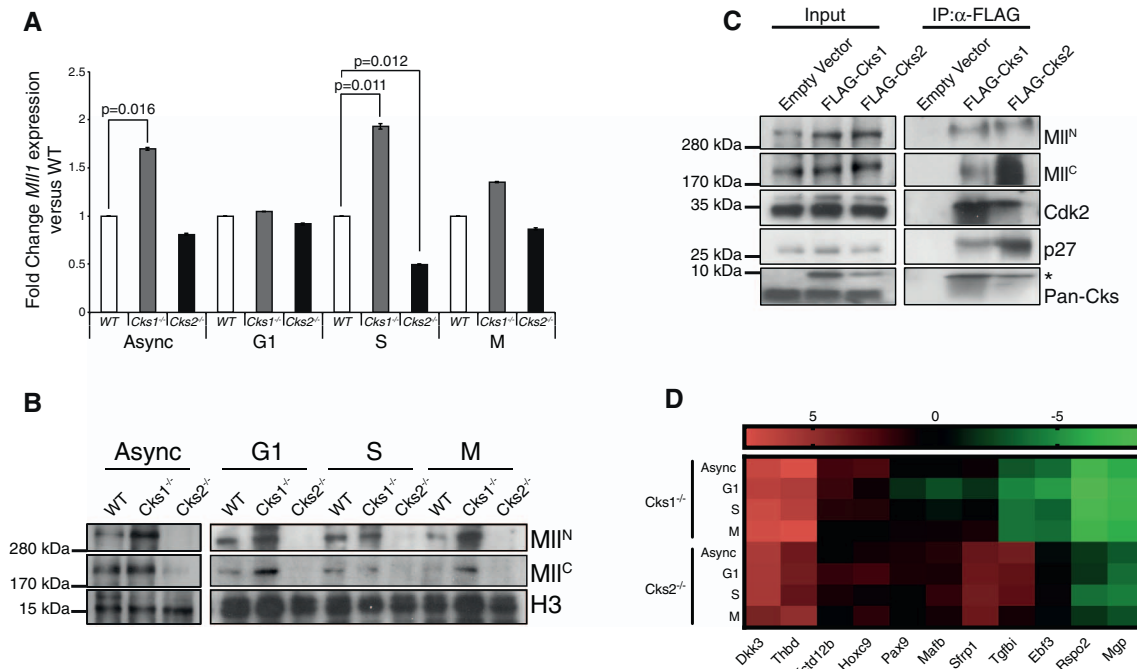 A
Fold Change Mll1 expression
versus WT
2.5
2
1.5
1
0.5
0
p=0.016
p=0.012
p=0.011
WT Cks1-/- Cks2-/- WT Cks1-/- Cks2-/- WT Cks1-/- Cks2-/- WT Cks1-/- Cks2-/-
Async G1 S M
B
Async G1 S M
WT Cks1-/- Cks2-/- WT Cks1-/- Cks2-/- WT Cks1-/- Cks2-/- WT Cks1-/- Cks2-/-
280 kDa MllN
170 kDa MllC
15 kDa H3
C
Input IP:α-FLAG
Empty Vector FLAG-Cks1 FLAG-Cks2 Empty Vector FLAG-Cks1 FLAG-Cks2
280 kDa MllN
170 kDa MllC
35 kDa Cdk2
25 kDa p27
10 kDa *
Pan-Cks
D
5 0 -5
Cks1-/-
Async
G1
S
M
Cks2-/-
Async
G1
S
M
Dkk3 Thbd ctd12b Hoxc9 Pax9 Mafb Sfrp1 Tgfbi Ebf3 Rspo2 Mgp